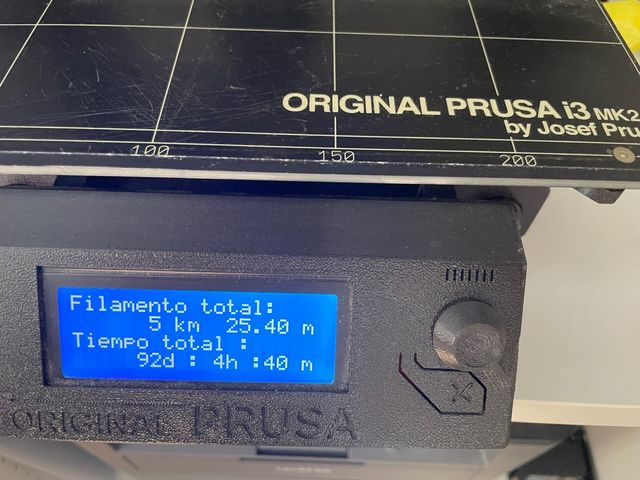 ORIGINAL PRUSA i3 MK2
by Josef Pru
100 150 200
Filamento total:
5 km 25.40 m
Tiempo total :
92d : 4h :40 m
ORIGINAL PRUSA